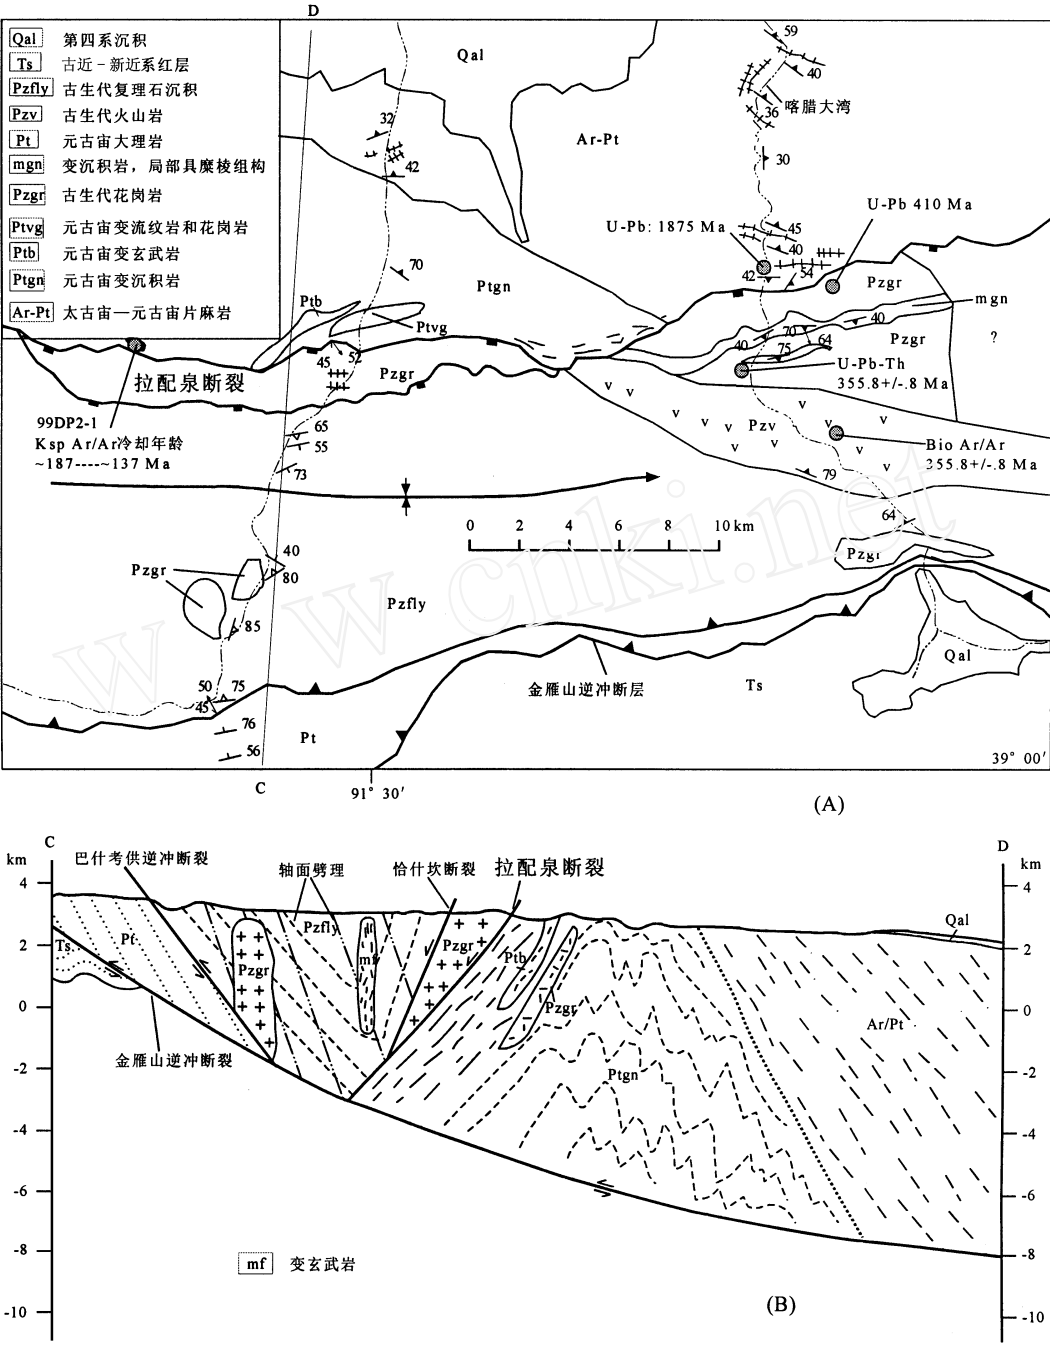 D
Qal 第四系沉积
Ts 古近-新近系红层
Pzfly 古生代复理石沉积
Pzv 古生代火山岩
Pt 元古宙大理岩
mgn 变沉积岩，局部具糜棱组构
Pzgr 古生代花岗岩
Ptvg 元古宙变流纹岩和花岗岩
Ptb 元古宙变玄武岩
Ptgn 元古宙变沉积岩
Ar-Pt 太古宙—元古宙片麻岩
Qal
59
40
喀腊大湾
36
32
42
Ar-Pt
30
U-Pb 410 Ma
U-Pb: 1875 Ma
45
40
54
42
70
Ptgn
Pzgr
mgn
Ptb
Ptvg
40
70
64
40
75
Pzgr
?
52
45
Pzgr
拉配泉断裂
U-Pb-Th
355.8+/-.8 Ma
v v v v v v v v v v v v
Pzv
99DP2-1
Ksp Ar/Ar冷却年龄
~187----~137 Ma
65
55
73
Bio Ar/Ar
355.8+/-.8 Ma
79
64
0 2 4 6 8 10 km
40
80
Pzgr
Pzgr
Pzfly
85
www.cnki.net
金雁山逆冲断层
Ts
Qal
50
75
45
76
56
Pt
39° 00′
C
91° 30′
(A)
C
D
km
km
巴什考供逆冲断裂
轴面劈理
恰什坎断裂
拉配泉断裂
4
2
0
-2
-4
-6
-8
-10
4
2
0
-2
-4
-6
-8
-10
Qal
Ts
Pt
Pzgr
Pzfly
mf
Pzgr
Ptb
Pzgr
Ptgn
Ar/Pt
金雁山逆冲断裂
mf 变玄武岩
(B)